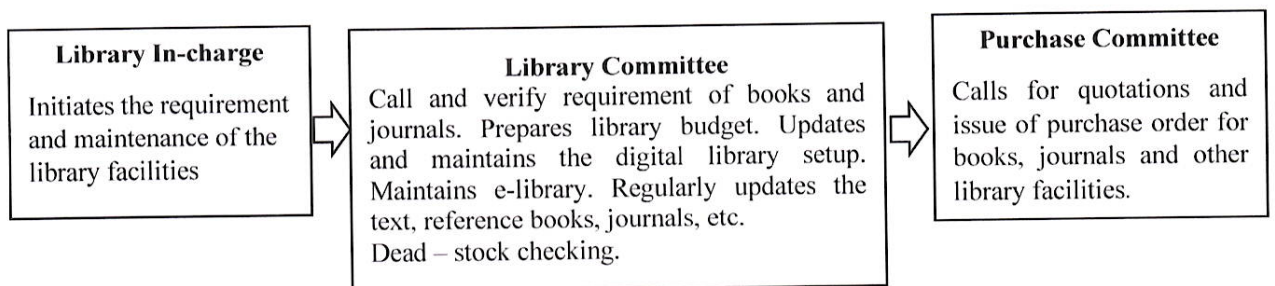 Library In-charge
Initiates the requirement
and maintenance of the
library facilities
Library Committee
Call and verify requirement of books and
journals. Prepares library budget. Updates
and maintains the digital library setup.
Maintains e-library. Regularly updates the
text, reference books, journals, etc.
Dead – stock checking.
Purchase Committee
Calls for quotations and
issue of purchase order for
books, journals and other
library facilities.